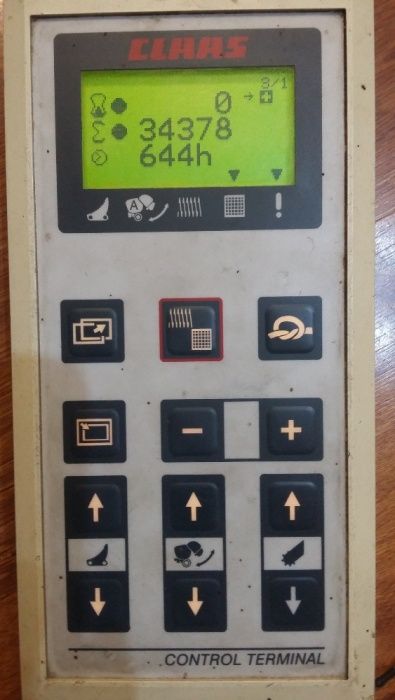 CLAAS
3/1
0
34378
644h
A
!
CONTROL TERMINAL